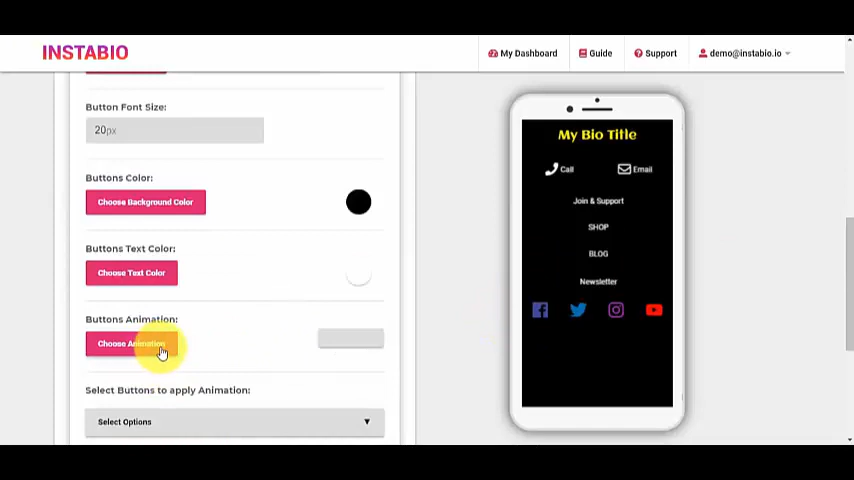 INSTABIO
My Dashboard
Guide
Support
demo@instabio.io
Button Font Size:
20px
Buttons Color:
Choose Background Color
Buttons Text Color:
Choose Text Color
Buttons Animation:
Choose Animation
Select Buttons to apply Animation:
Select Options
My Bio Title
Call
Email
Join & Support
SHOP
BLOG
Newsletter